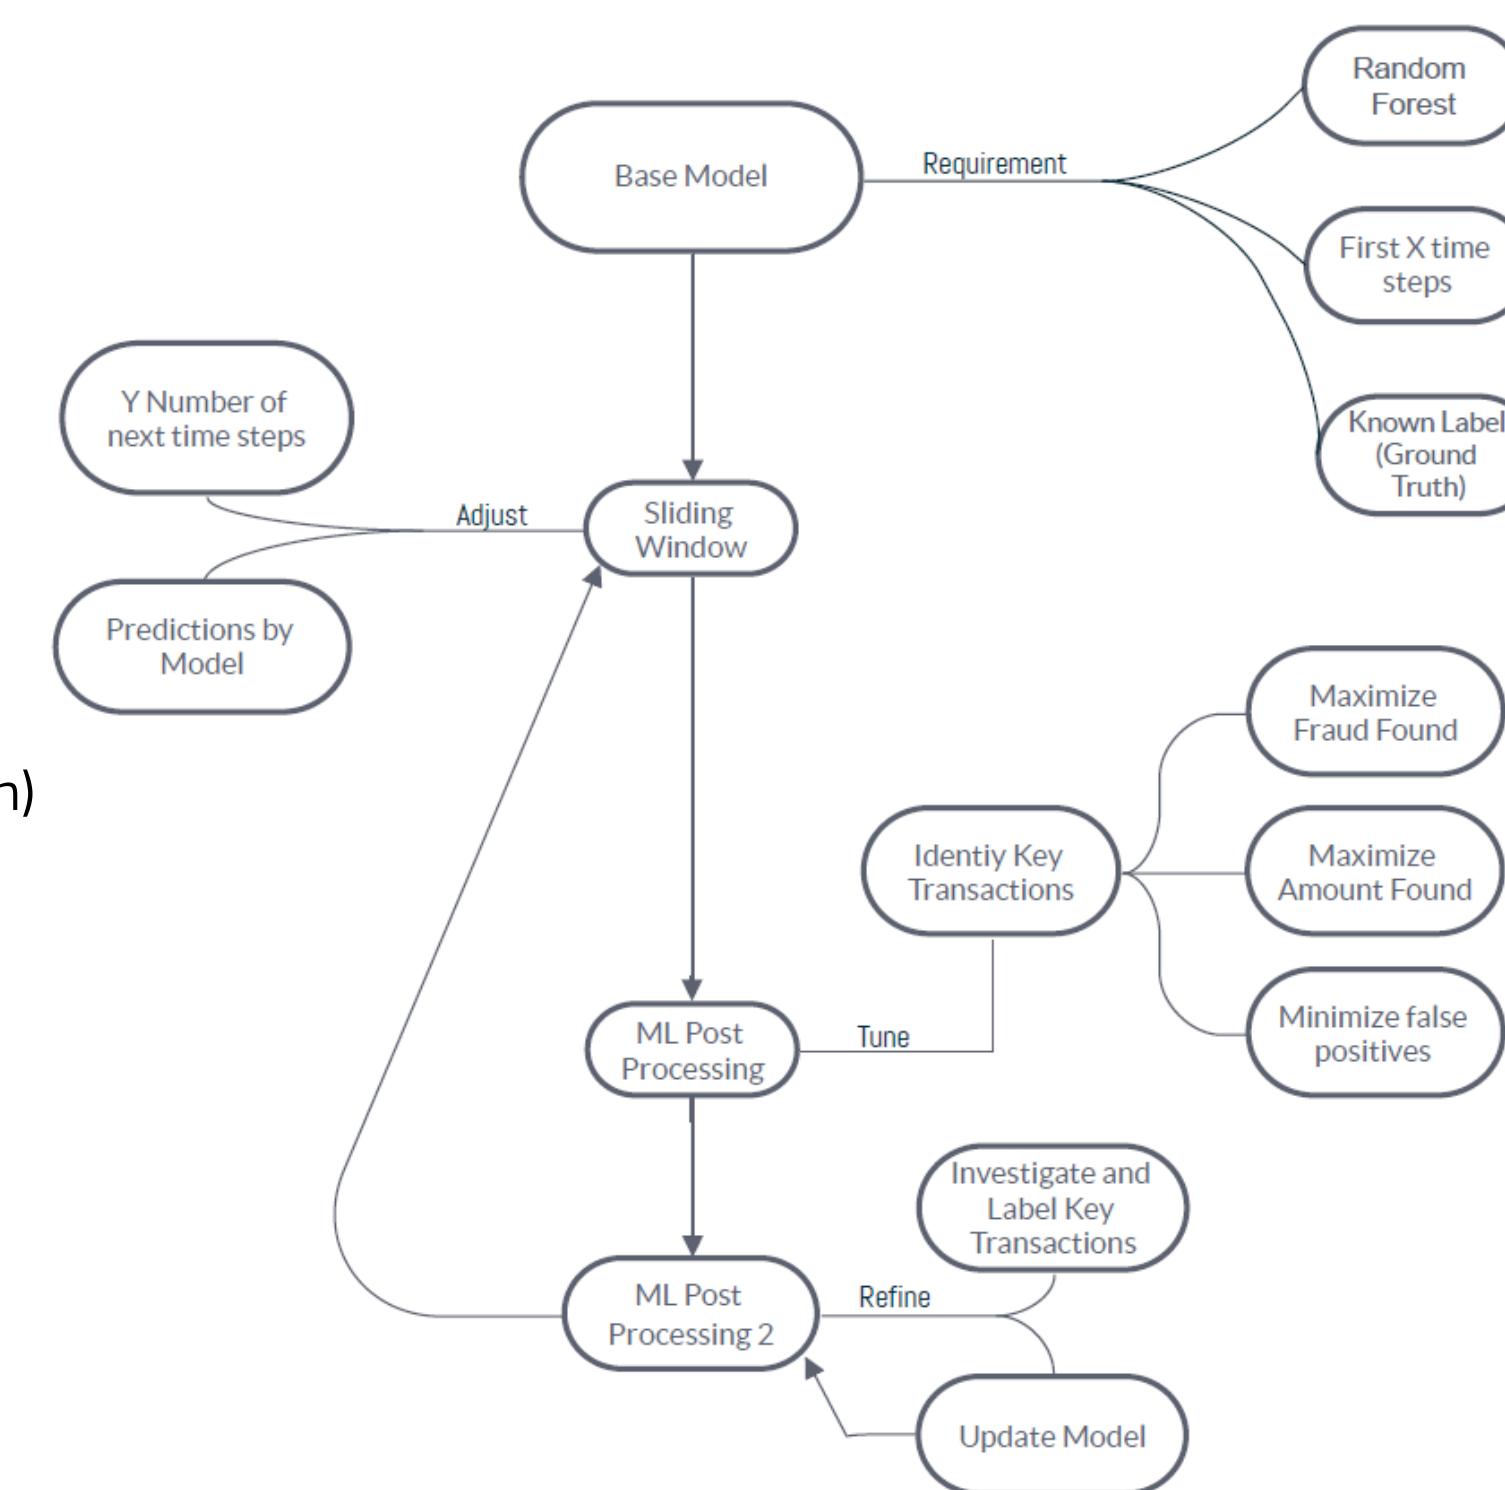 Random
Forest
Base Model
Requirement
First X time
steps
Known Label
(Ground
Truth)
Y Number of
next time steps
Adjust
Sliding
Window
Predictions by
Model
Maximize
Fraud Found
n)
Identiy Key
Transactions
Maximize
Amount Found
Minimize false
positives
ML Post
Processing
Tune
Investigate and
Label Key
Transactions
ML Post
Processing 2
Refine
Update Model